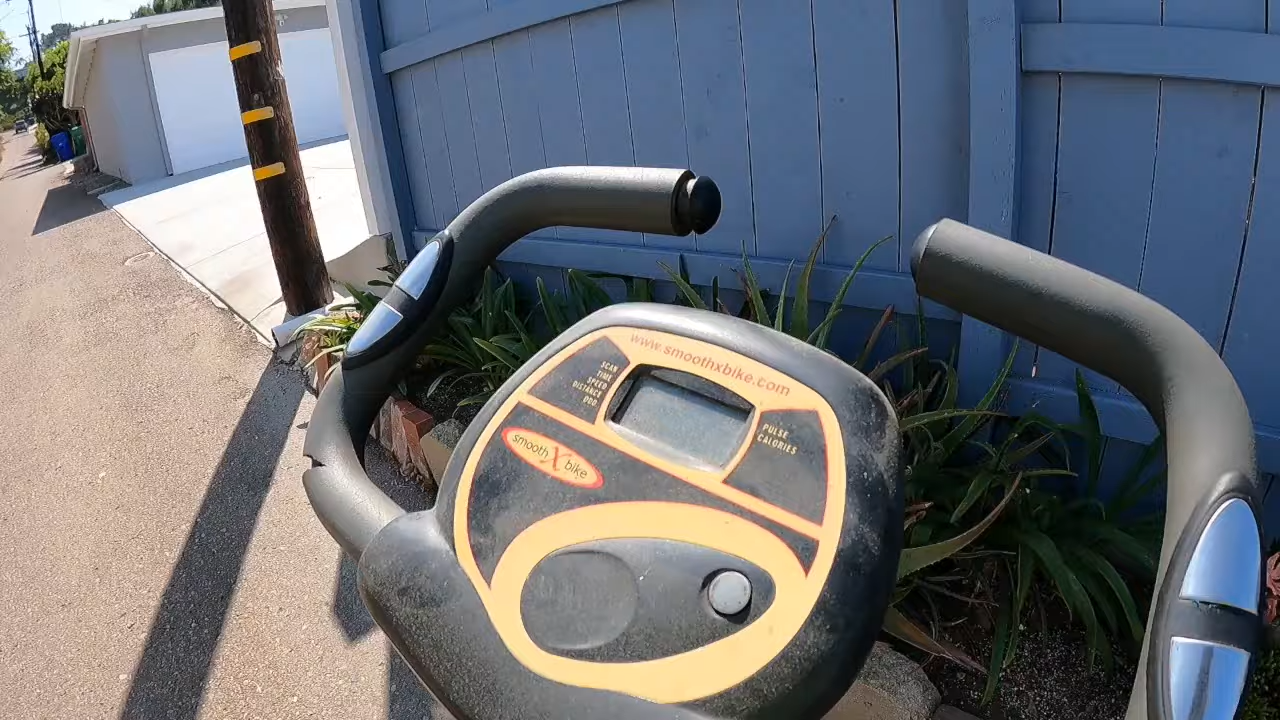 www.smoothxbike.com
SCAN
TIME
SPEED
DISTANCE
ODO
PULSE
CALORIES
smooth X bike